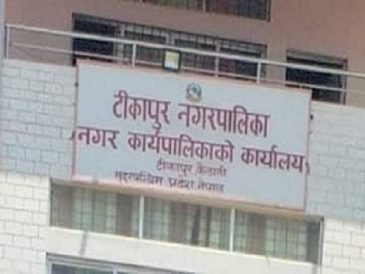 टीकापुर नगरपालिका
नगर कार्यपालिकाको कार्यालय
टीकापुर कैलाली
सुदूरपश्चिम प्रदेश नेपाल